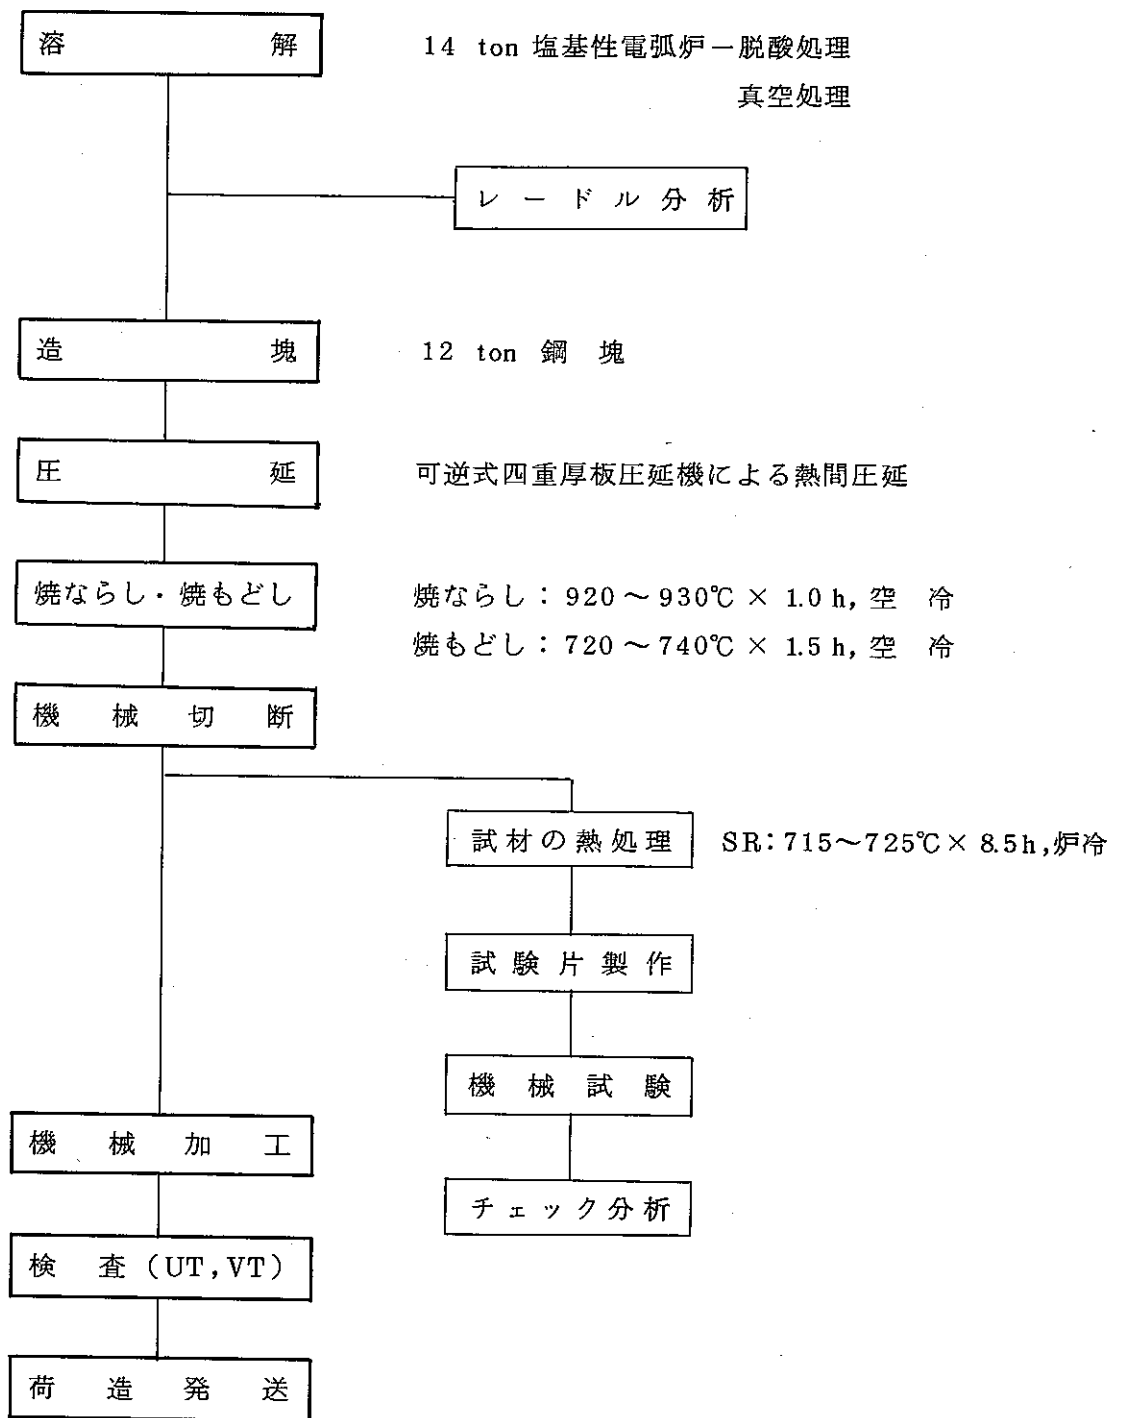 溶解
14 ton 塩基性電弧炉－脱酸処理
真空処理
レードル分析
造塊
12 ton 鋼塊
圧延
可逆式四重厚板圧延機による熱間圧延
焼ならし・焼もどし
焼ならし：920～930℃ × 1.0 h, 空冷
焼もどし：720～740℃ × 1.5 h, 空冷
機械切断
試材の熱処理
SR：715～725℃ × 8.5 h, 炉冷
試験片製作
機械試験
機械加工
チェック分析
検査（UT, VT）
荷造発送